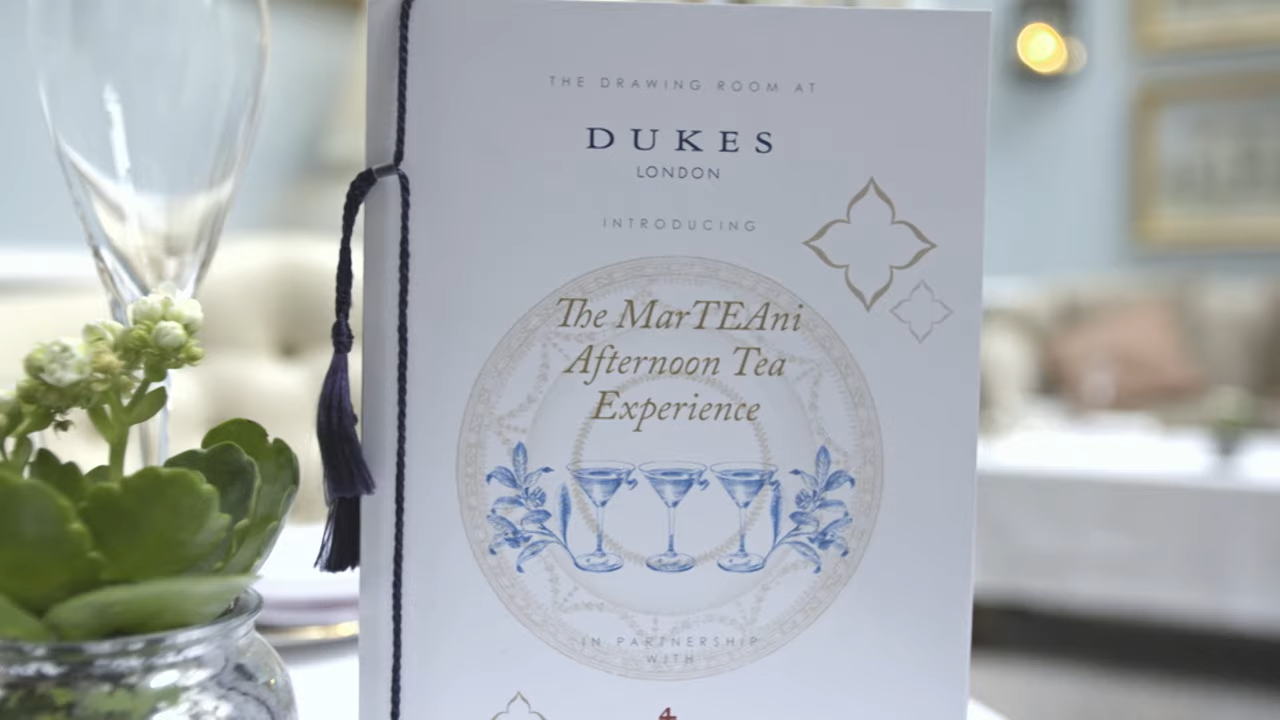 THE DRAWING ROOM AT
DUKES
LONDON
INTRODUCING
The MarTEAni
Afternoon Tea
Experience
IN PARTNERSHIP
WITH